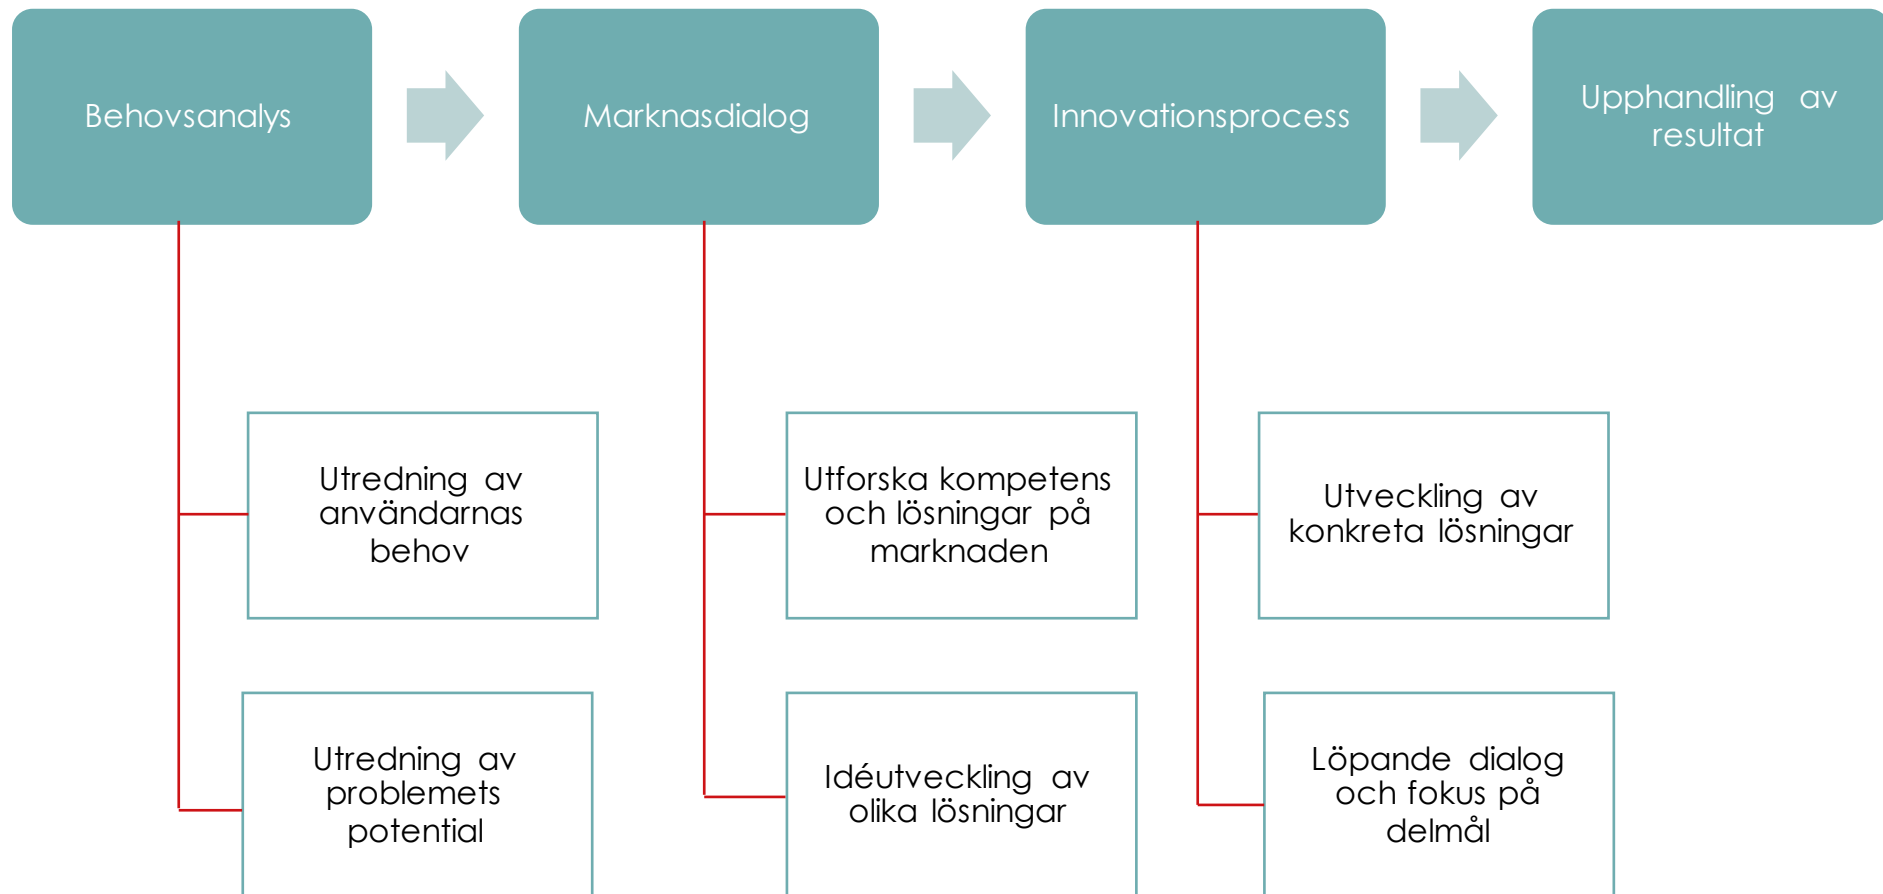 Behovsanalys
Marknasdialog
Innovationsprocess
Upphandling av
resultat
Utredning av
användarnas
behov
Utforska kompetens
och lösningar på
marknaden
Utveckling av
konkreta lösningar
Utredning av
problemets
potential
Idéutveckling av
olika lösningar
Löpande dialog
och fokus på
delmål